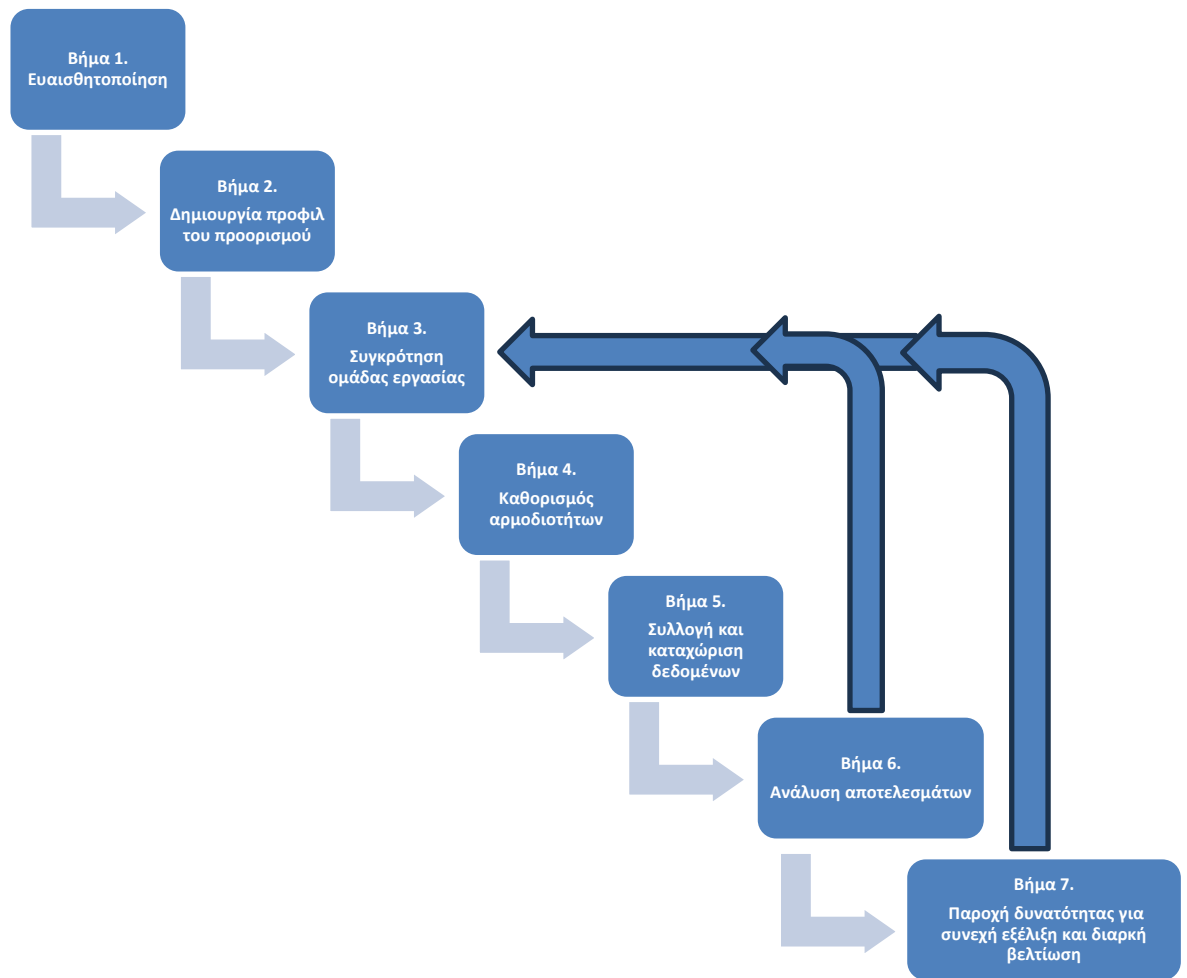 Βήμα 1.
Ευαισθητοποίηση
Βήμα 2.
Δημιουργία προφιλ
του προορισμού
Βήμα 3.
Συγκρότηση
ομάδας εργασίας
Βήμα 4.
Καθορισμός
αρμοδιοτήτων
Βήμα 5.
Συλλογή και
καταχώριση
δεδομένων
Βήμα 6.
Ανάλυση αποτελεσμάτων
Βήμα 7.
Παροχή δυνατότητας για
συνεχή εξέλιξη και διαρκή
βελτίωση